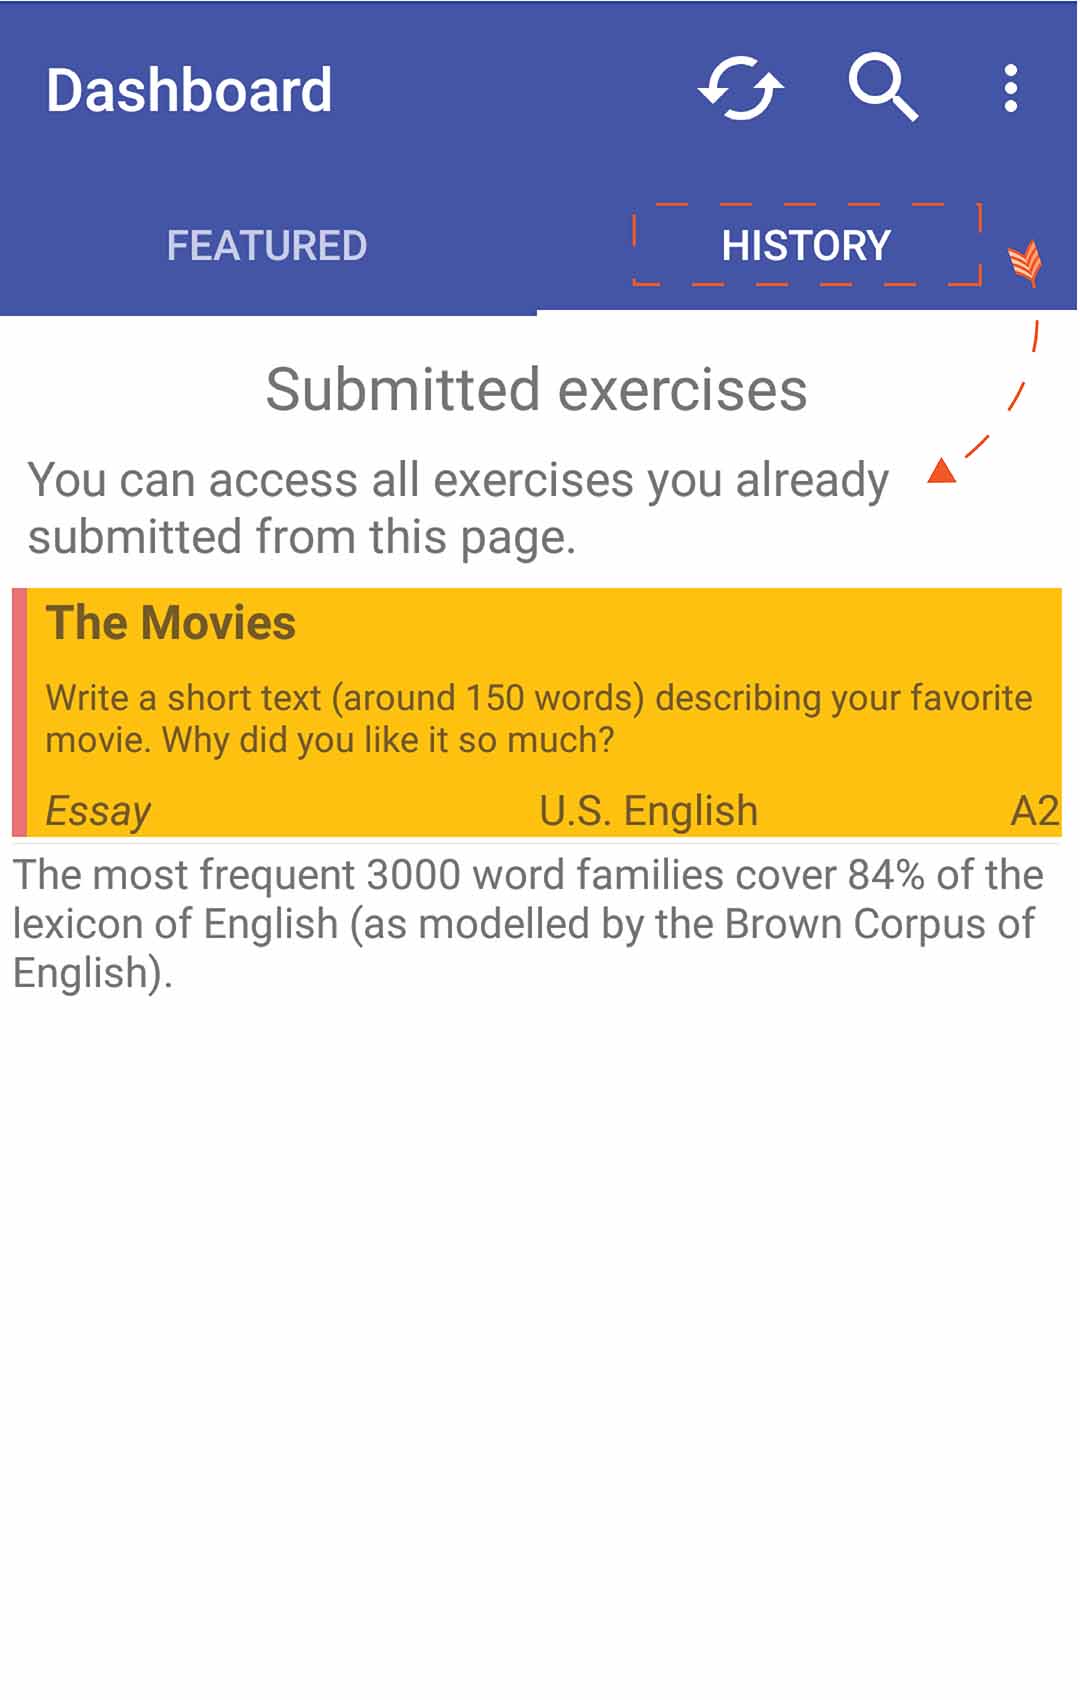 Dashboard
FEATURED
HISTORY
Submitted exercises
You can access all exercises you already
submitted from this page.
The Movies
Write a short text (around 150 words) describing your favorite
movie. Why did you like it so much?
Essay U.S. English A2
The most frequent 3000 word families cover 84% of the
lexicon of English (as modelled by the Brown Corpus of
English).